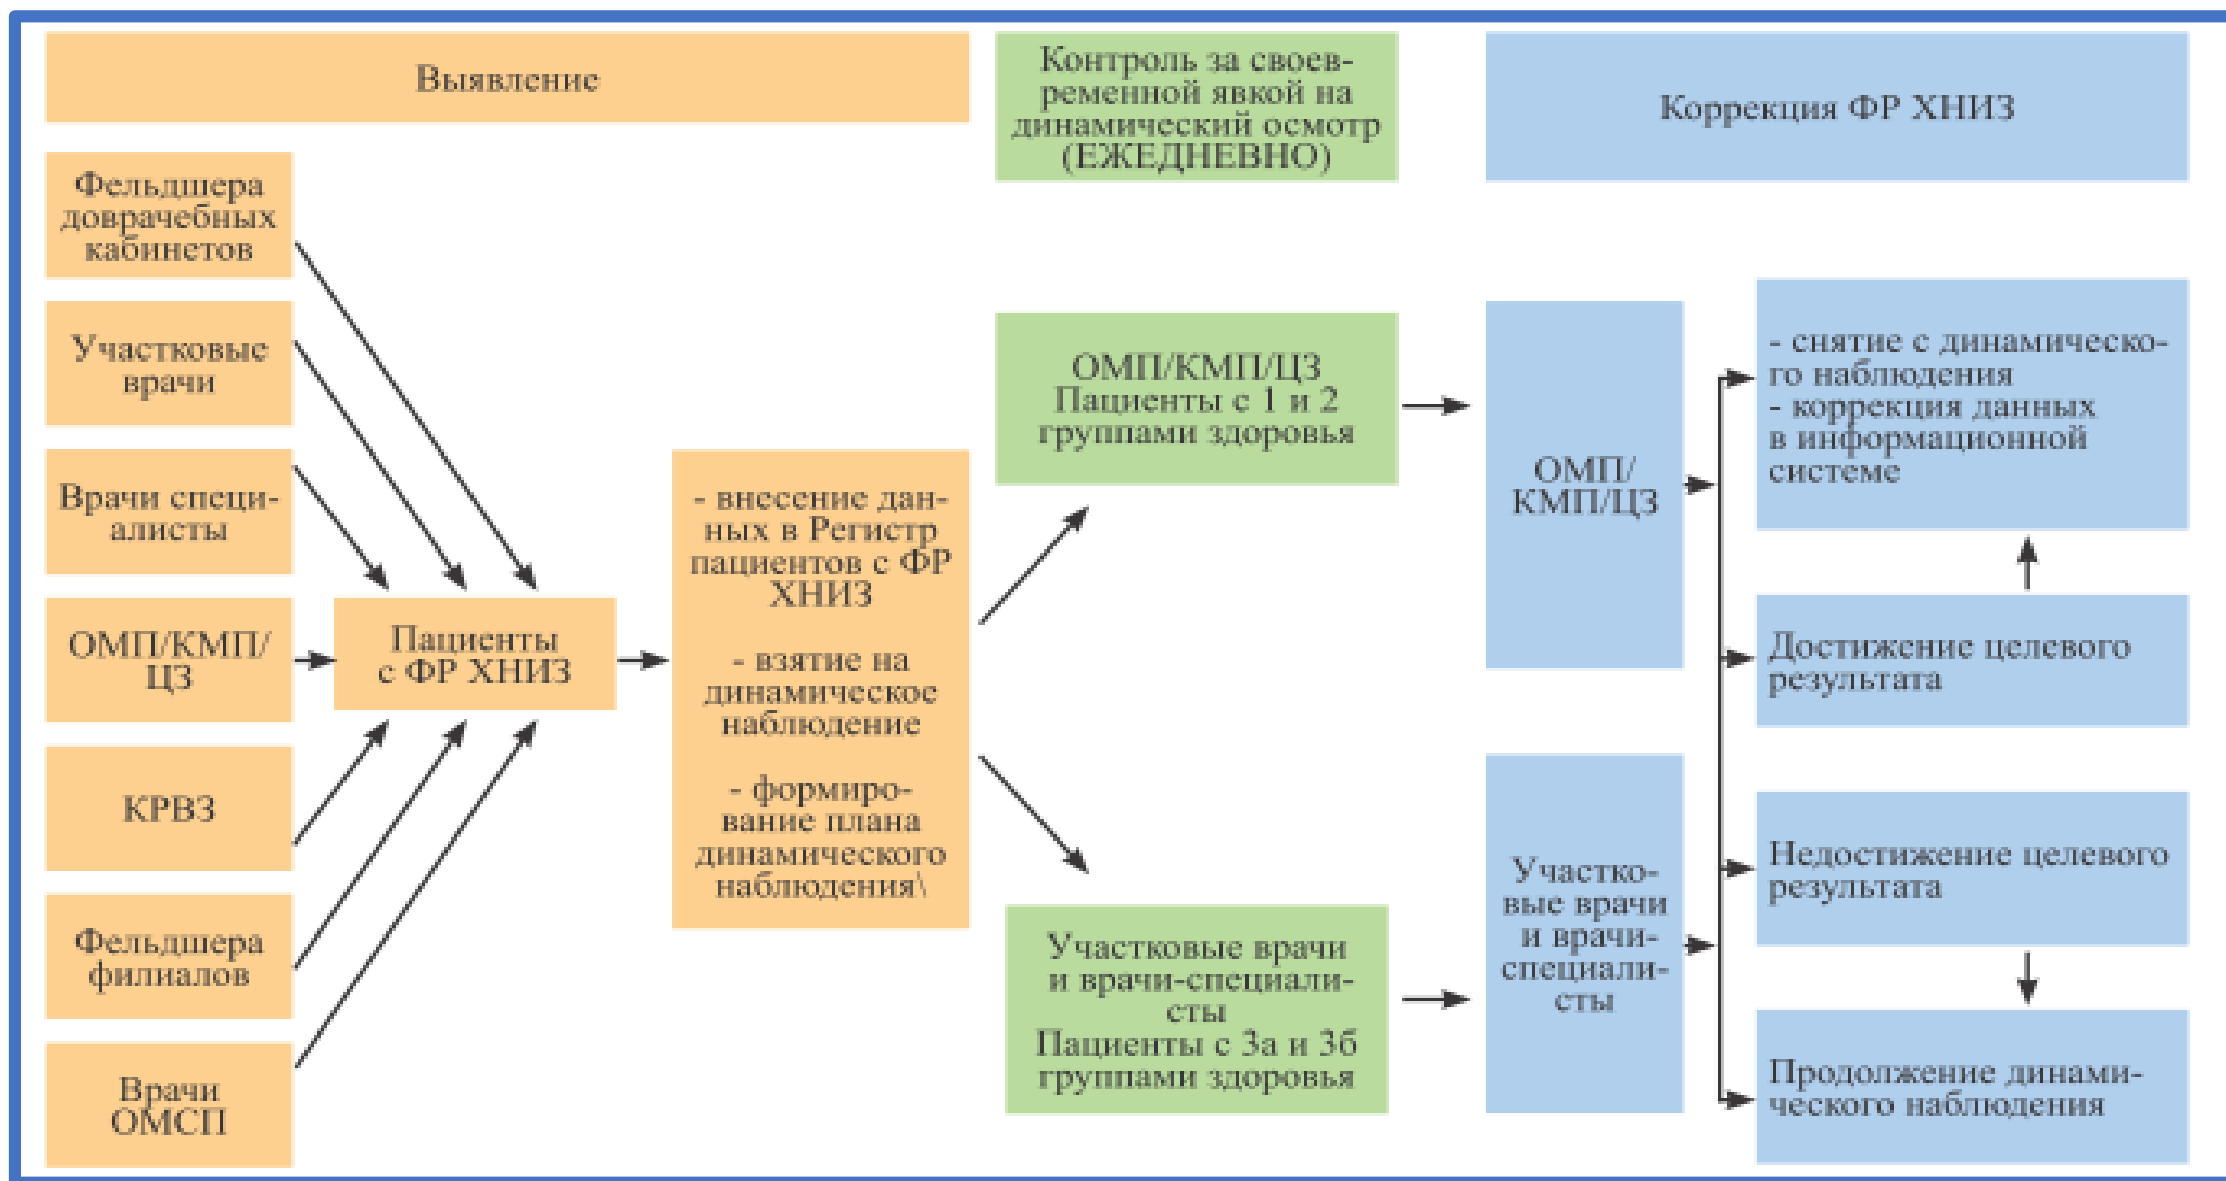 Выявление
Контроль за своев-
ременной явкой на
динамический осмотр
(ЕЖЕДНЕВНО)
Коррекция ФР ХНИЗ
Фельдшера
доврачебных
кабинетов
Участковые
врачи
Врачи специ-
алисты
ОМП/КМП/
ЦЗ
КРВЗ
Фельдшера
филиалов
Врачи
ОМСП
Пациенты
с ФР ХНИЗ
- внесение дан-
ных в Регистр
пациентов с ФР
ХНИЗ
- взятие на
динамическое
наблюдение
- формиро-
вание плана
динамического
наблюдения\
ОМП/КМП/ЦЗ
Пациенты с 1 и 2
группами здоровья
Участковые врачи
и врачи-специали-
сты
Пациенты с 3а и 3б
группами здоровья
ОМП/
КМП/ЦЗ
Участко-
вые врачи
и врачи-
специали-
сты
- снятие с динамическо-
го наблюдения
- коррекция данных
в информационной
системе
Достижение целевого
результата
Недостижение целевого
результата
Продолжение динами-
ческого наблюдения